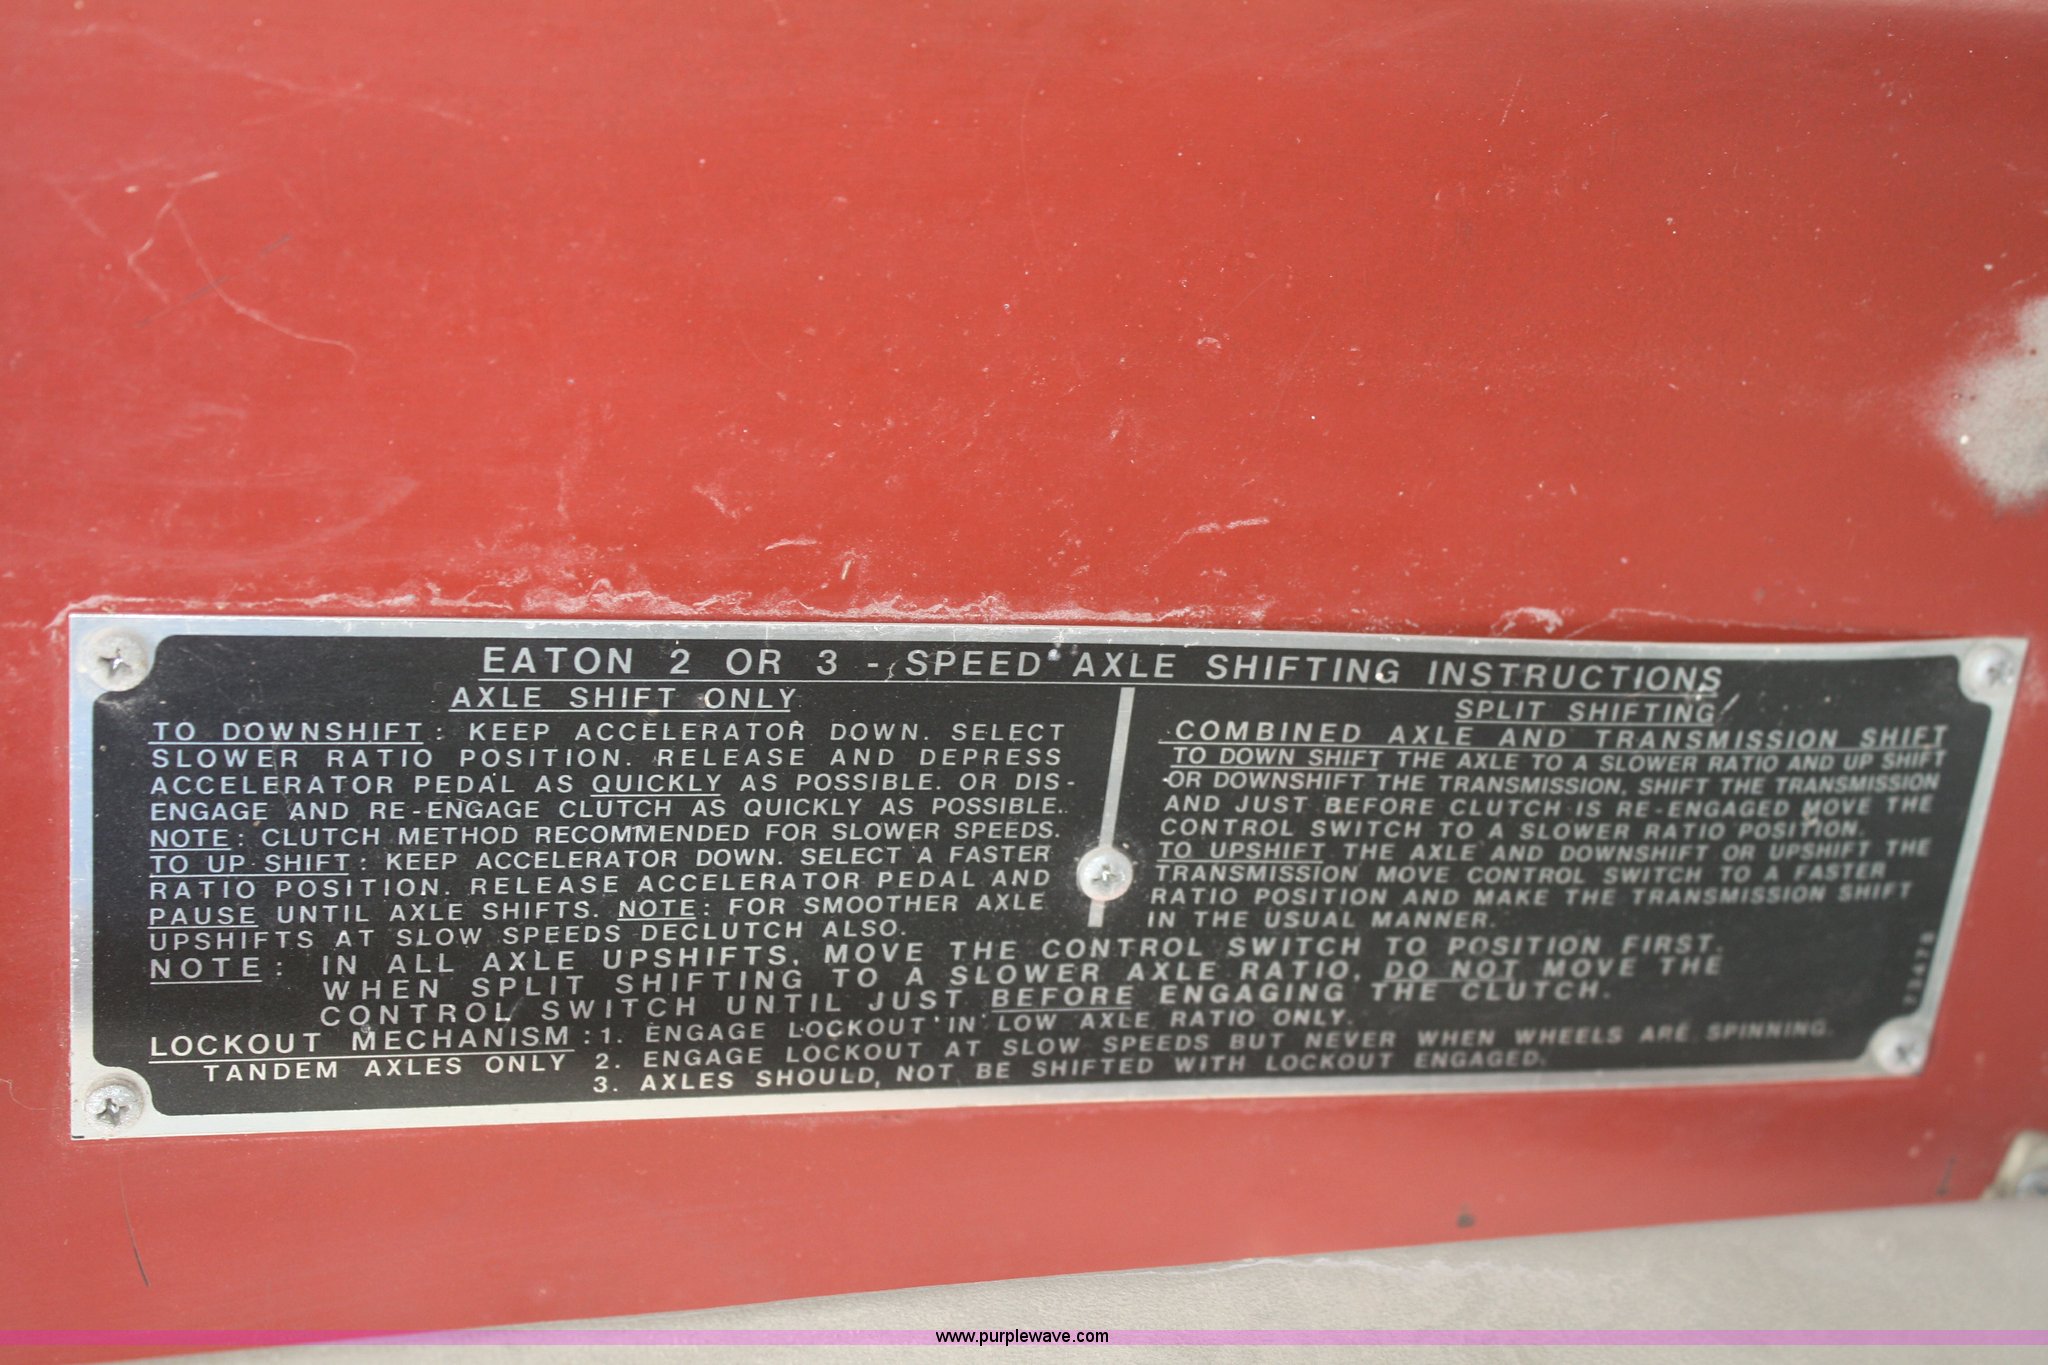 EATON 2 OR 3 - SPEED AXLE SHIFTING INSTRUCTIONS
AXLE SHIFT ONLY
TO DOWNSHIFT : KEEP ACCELERATOR DOWN. SELECT
SLOWER RATIO POSITION. RELEASE AND DEPRESS
ACCELERATOR PEDAL AS QUICKLY AS POSSIBLE. OR DIS-
ENGAGE AND RE-ENGAGE CLUTCH AS QUICKLY AS POSSIBLE.
NOTE : CLUTCH METHOD RECOMMENDED FOR SLOWER SPEEDS.
TO UP SHIFT : KEEP ACCELERATOR DOWN. SELECT A FASTER
RATIO POSITION. RELEASE ACCELERATOR PEDAL AND
PAUSE UNTIL AXLE SHIFTS. NOTE : FOR SMOOTHER AXLE
UPSHIFTS AT SLOW SPEEDS DECLUTCH ALSO.
SPLIT SHIFTING
COMBINED AXLE AND TRANSMISSION SHIFT
TO DOWN SHIFT THE AXLE TO A SLOWER RATIO AND UP SHIFT
OR DOWNSHIFT THE TRANSMISSION, SHIFT THE TRANSMISSION
AND JUST BEFORE CLUTCH IS RE-ENGAGED MOVE THE
CONTROL SWITCH TO A SLOWER RATIO POSITION.
TO UPSHIFT THE AXLE AND DOWNSHIFT OR UPSHIFT THE
TRANSMISSION MOVE CONTROL SWITCH TO A FASTER
RATIO POSITION AND MAKE THE TRANSMISSION SHIFT
IN THE USUAL MANNER.
NOTE : IN ALL AXLE UPSHIFTS, MOVE THE CONTROL SWITCH TO POSITION FIRST.
WHEN SPLIT SHIFTING TO A SLOWER AXLE RATIO, DO NOT MOVE THE
CONTROL SWITCH UNTIL JUST BEFORE ENGAGING THE CLUTCH.
LOCKOUT MECHANISM : 1. ENGAGE LOCKOUT IN LOW AXLE RATIO ONLY.
TANDEM AXLES ONLY 2. ENGAGE LOCKOUT AT SLOW SPEEDS BUT NEVER WHEN WHEELS ARE SPINNING.
3. AXLES SHOULD NOT BE SHIFTED WITH LOCKOUT ENGAGED.
www.purplewave.com